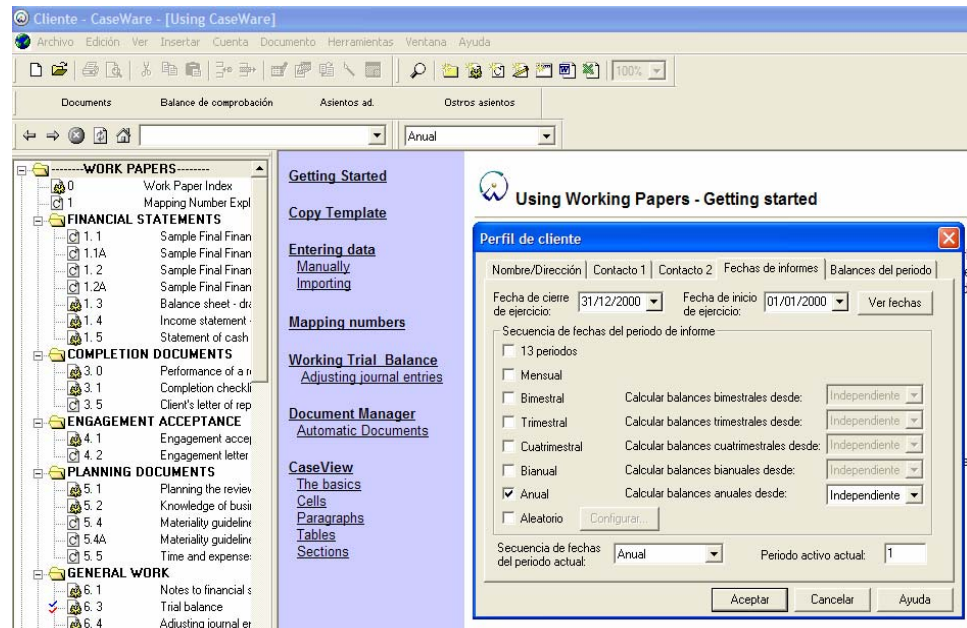 Cliente - CaseWare - [Using CaseWare]
Archivo Edición Ver Insertar Cuenta Documento Herramientas Ventana Ayuda
100%
Documents Balance de comprobación Asientos ad. Ostros asientos
Anual
--------WORK PAPERS--------
0 Work Paper Index
1 Mapping Number Expl
FINANCIAL STATEMENTS
1. 1 Sample Final Finan
1.1A Sample Final Finan
1. 2 Sample Final Finan
1.2A Sample Final Finan
1. 3 Balance sheet - dra
1. 4 Income statement -
1. 5 Statement of cash
COMPLETION DOCUMENTS
3. 0 Performance of a re
3. 1 Completion checkli
3. 5 Client's letter of rep
ENGAGEMENT ACCEPTANCE
4. 1 Engagement accep
4. 2 Engagement letter
PLANNING DOCUMENTS
5. 1 Planning the review
5. 2 Knowledge of busi
5. 4 Materiality guideline
5.4A Materiality guideline
5. 5 Time and expense
GENERAL WORK
6. 1 Notes to financial s
6. 3 Trial balance
6. 4 Adjusting journal er
Getting Started
Copy Template
Entering data
Manually
Importing
Mapping numbers
Working Trial Balance
Adjusting journal entries
Document Manager
Automatic Documents
CaseView
The basics
Cells
Paragraphs
Tables
Sections
Using Working Papers - Getting started
Perfil de cliente
Nombre/Dirección Contacto 1 Contacto 2 Fechas de informes Balances del periodo
Fecha de cierre de ejercicio: 31/12/2000 Fecha de inicio de ejercicio: 01/01/2000 Ver fechas
Secuencia de fechas del periodo de informe
13 periodos
Mensual
Bimestral Calcular balances bimestrales desde: Independiente
Trimestral Calcular balances trimestrales desde: Independiente
Cuatrimestral Calcular balances cuatrimestrales desde: Independiente
Bianual Calcular balances bianuales desde: Independiente
Anual Calcular balances anuales desde: Independiente
Aleatorio Configurar...
Secuencia de fechas del periodo actual: Anual Periodo activo actual: 1
Aceptar Cancelar Ayuda